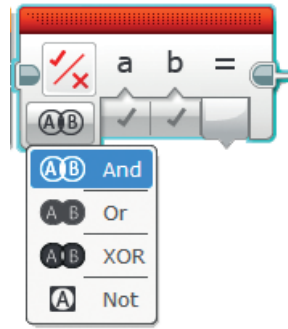 a b =
A B
A B And
A B Or
A B XOR
A Not